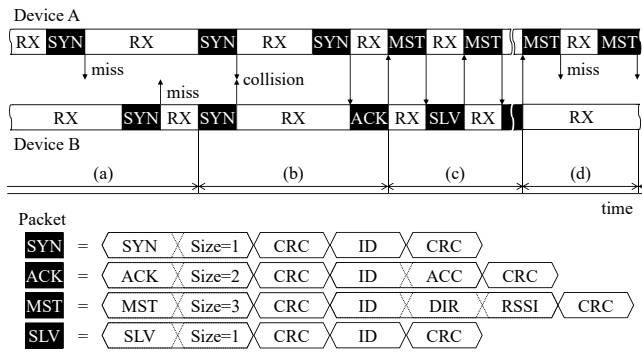 Device A
RX SYN RX SYN RX SYN RX MST RX MST MST RX MST
miss miss collision miss
RX SYN RX SYN RX ACK RX SLV RX RX
Device B
(a) (b) (c) (d)
time
Packet
SYN = SYN Size=1 CRC ID CRC
ACK = ACK Size=2 CRC ID ACC CRC
MST = MST Size=3 CRC ID DIR RSSI CRC
SLV = SLV Size=1 CRC ID CRC